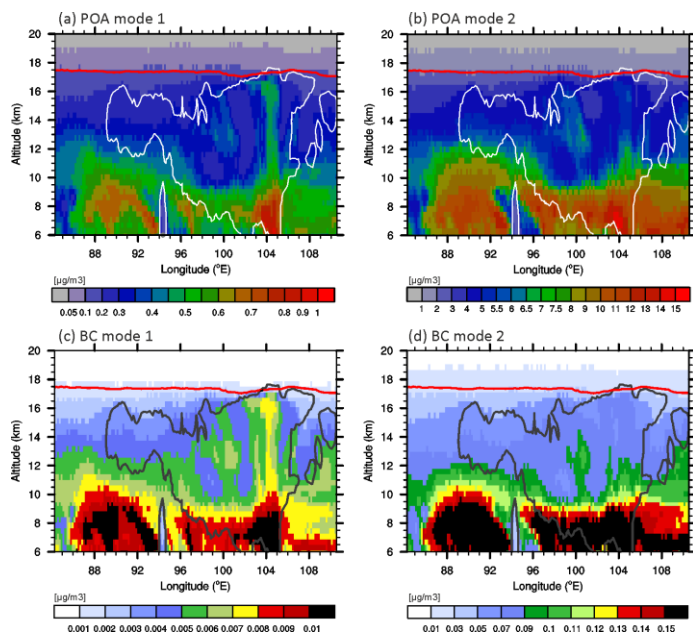 (a) POA mode 1
(b) POA mode 2
20
18
16
14
12
10
8
6
Altitude (km)
88 92 96 100 104 108
Longitude (°E)
[µg/m3]
0.05 0.1 0.2 0.3 0.4 0.5 0.6 0.7 0.8 0.9 1
20
18
16
14
12
10
8
6
Altitude (km)
88 92 96 100 104 108
Longitude (°E)
[µg/m3]
1 2 3 4 5 5.5 6 6.5 7 7.5 8 9 10 11 12 13 14 15
(c) BC mode 1
(d) BC mode 2
20
18
16
14
12
10
8
6
Altitude (km)
88 92 96 100 104 108
Longitude (°E)
[µg/m3]
0.001 0.002 0.003 0.004 0.005 0.006 0.007 0.008 0.009 0.01
20
18
16
14
12
10
8
6
Altitude (km)
88 92 96 100 104 108
Longitude (°E)
[µg/m3]
0.01 0.03 0.05 0.07 0.09 0.1 0.11 0.12 0.13 0.14 0.15